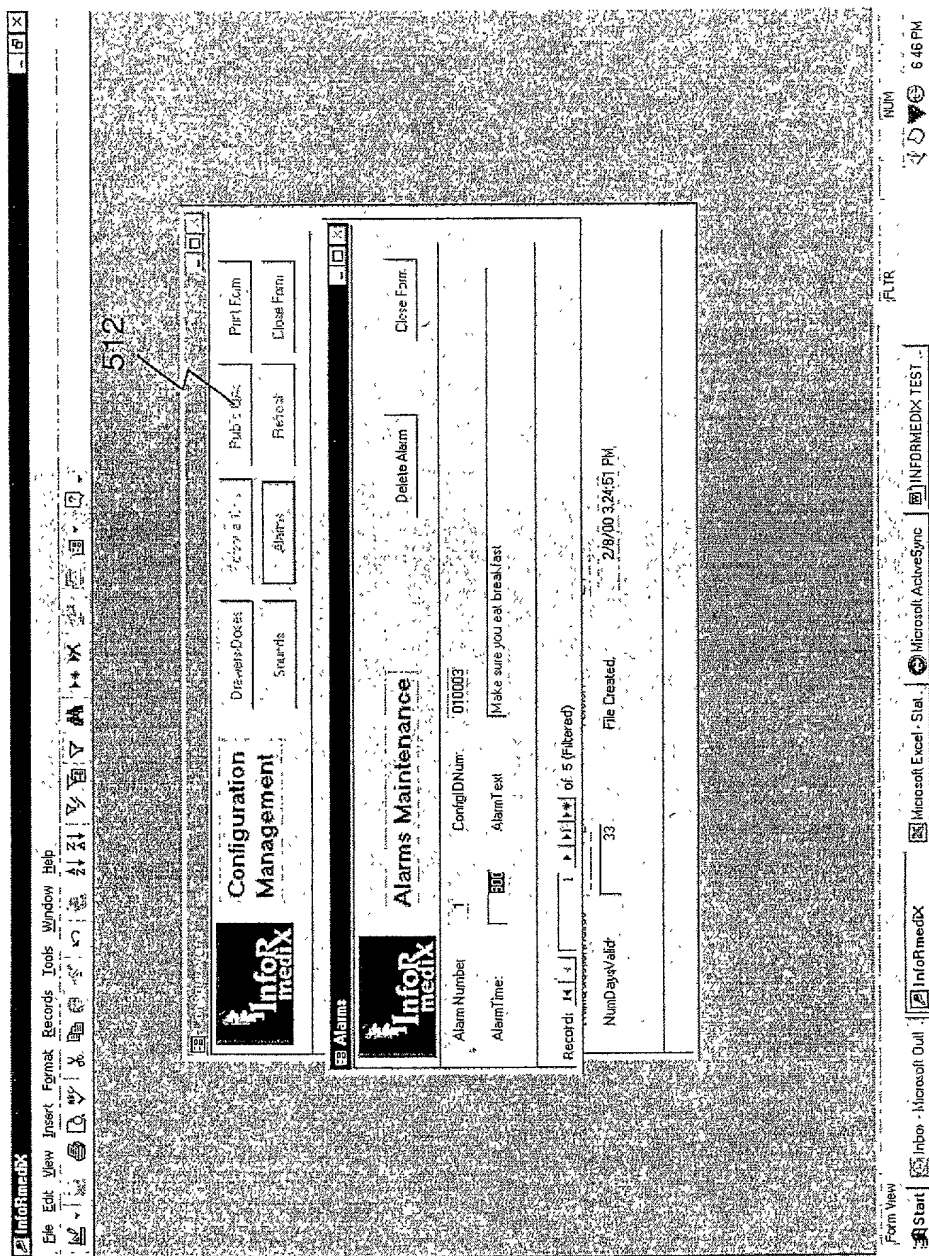 InfoRmediX
File Edit View Insert Format Records Tools Window Help
512
InfoRmediX
Configuration Management
Drawers-Doses
Print Form
Sounds
Alarms
Refresh
Close Form
Alarms
InfoRmediX
Alarms Maintenance
Delete Alarm
Close Form
Alarm Number: 1
ConfigIDNum: 010003
AlarmTime: 800
AlarmText: Make sure you eat breakfast
Record: 1 of 5 (Filtered)
NumDaysValid: 33
File Created: 2/8/00 3:24:51 PM
Form View
FLTR
NUM
Start
Inbox - Microsoft Outl
InfoRmediX
Microsoft Excel - Stat
Microsoft ActiveSync
INFORMEDIX TEST
6:46 PM